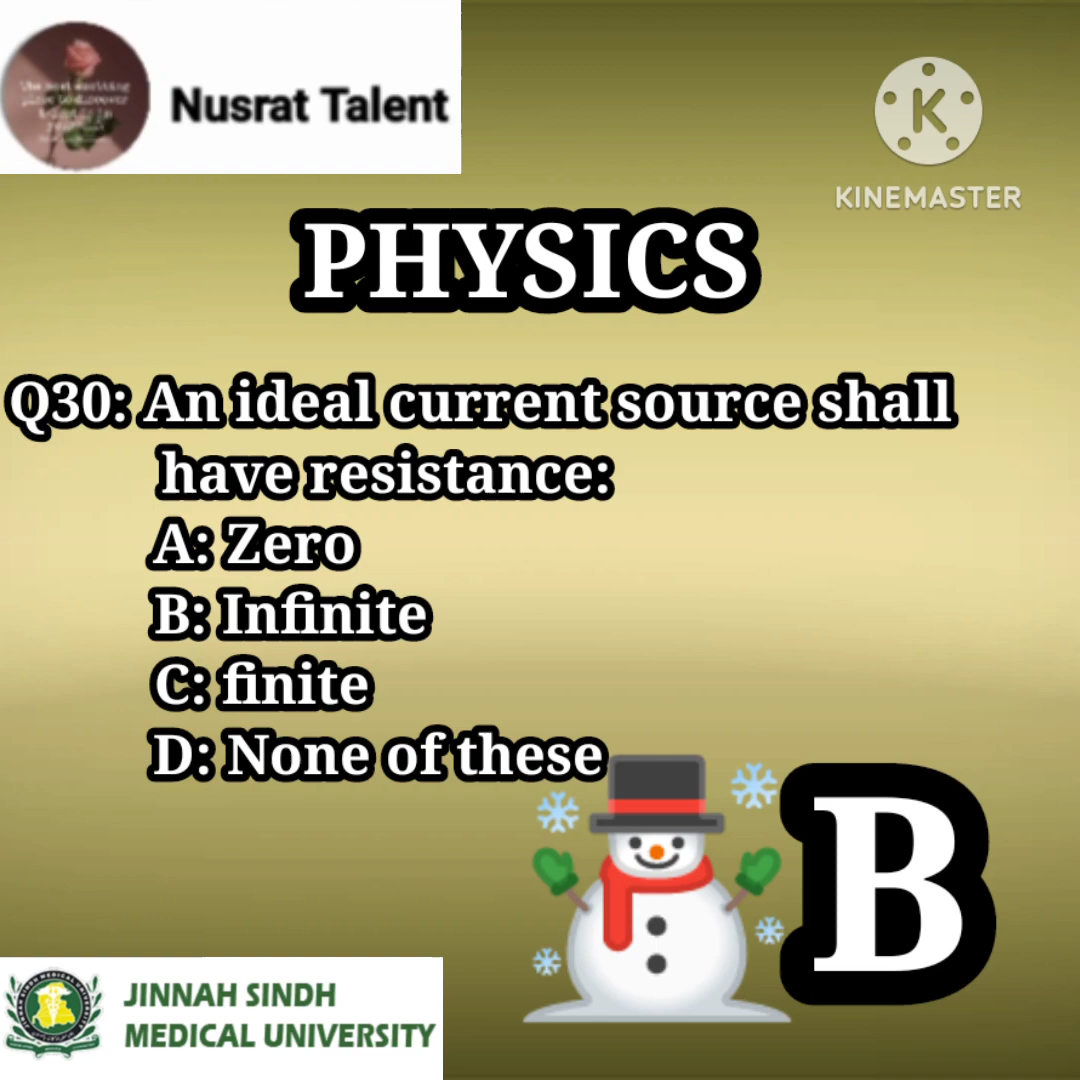 Nusrat Talent
K
KINEMASTER
PHYSICS
Q30: An ideal current source shall
have resistance:
A: Zero
B: Infinite
C: finite
D: None of these
B
JINNAH SINDH
MEDICAL UNIVERSITY